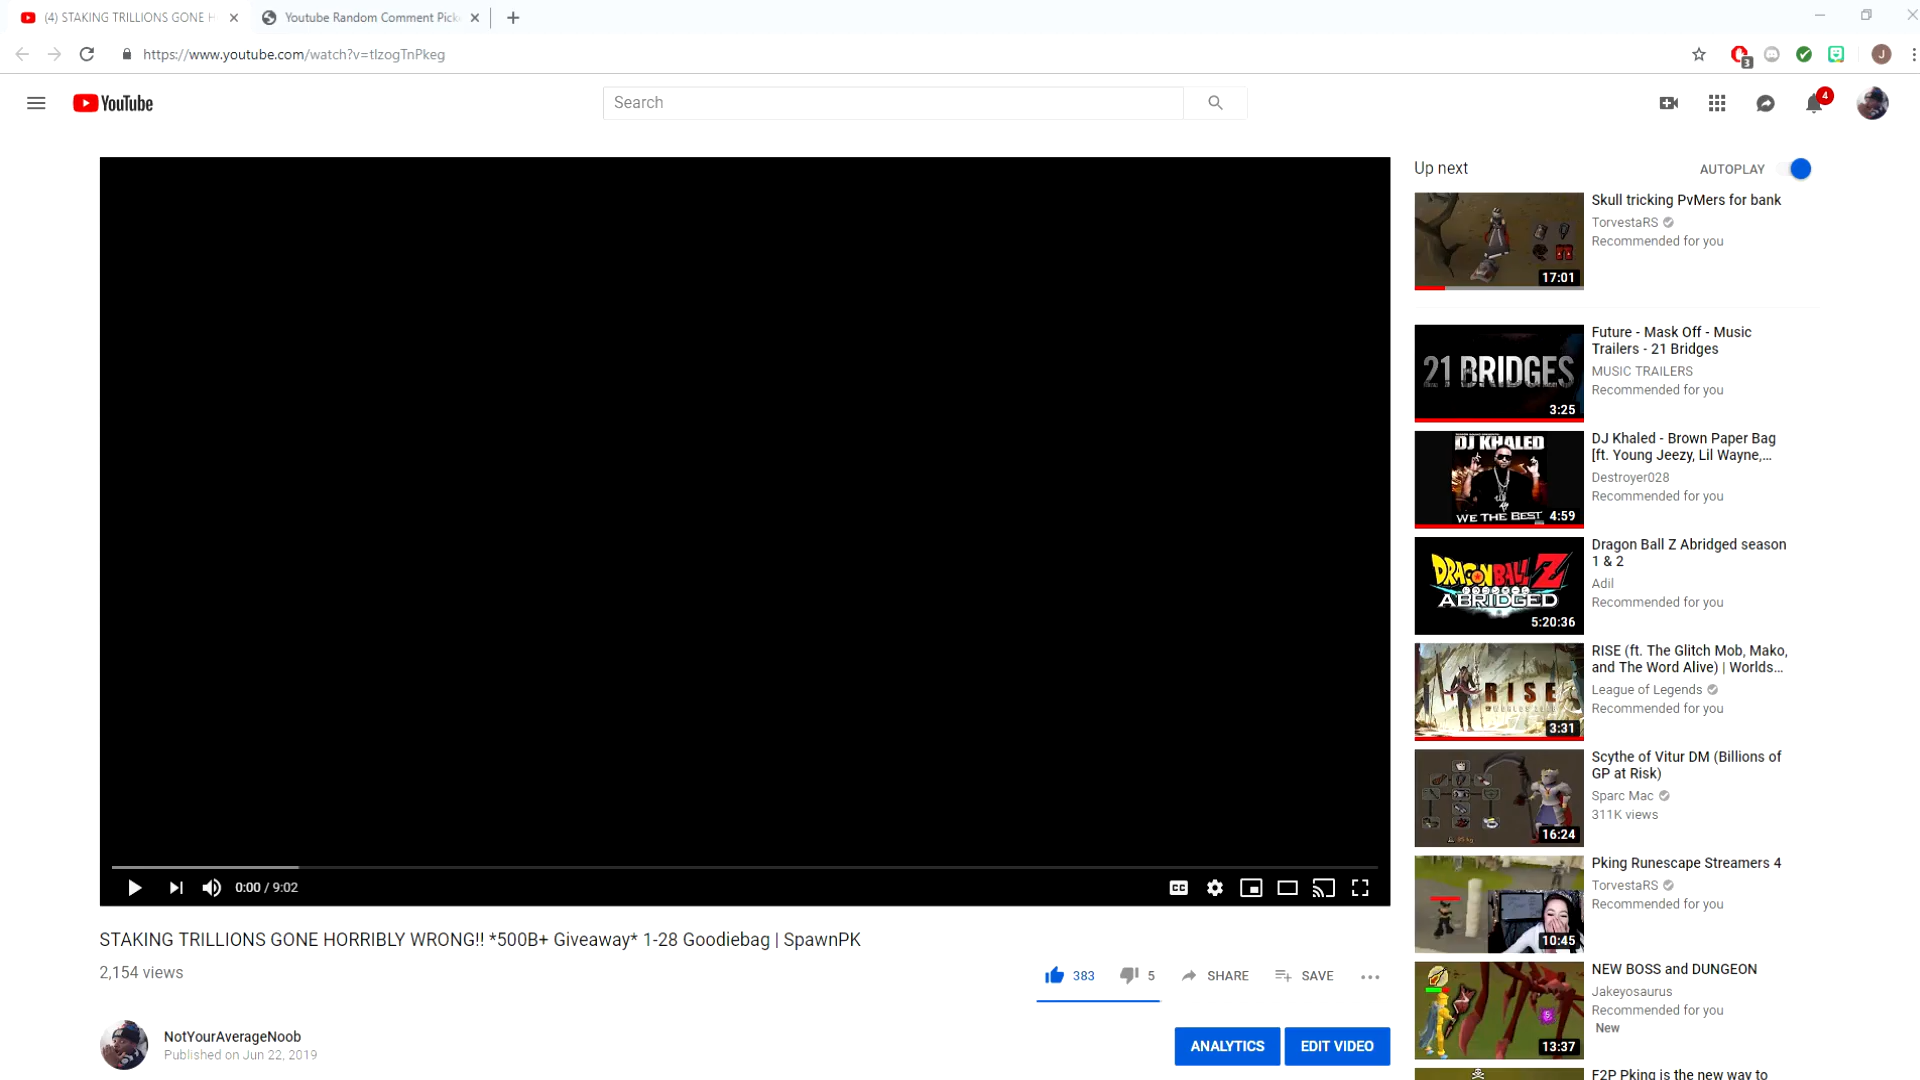 (4) STAKING TRILLIONS GONE H
Youtube Random Comment Pick
https://www.youtube.com/watch?v=tIzogTnPkeg
3
J
YouTube
Search
4
Up next
AUTOPLAY
Skull tricking PvMers for bank
TorvestaRS
Recommended for you
17:01
21 BRIDGES
3:25
Future - Mask Off - Music
Trailers - 21 Bridges
MUSIC TRAILERS
Recommended for you
DJ KHALED
WE THE BEST
4:59
DJ Khaled - Brown Paper Bag
[ft. Young Jeezy, Lil Wayne,...
Destroyer028
Recommended for you
DRAGON BALL Z
ABRIDGED
5:20:36
Dragon Ball Z Abridged season
1 & 2
Adil
Recommended for you
RISE
3:31
RISE (ft. The Glitch Mob, Mako,
and The Word Alive) | Worlds...
League of Legends
Recommended for you
16:24
Scythe of Vitur DM (Billions of
GP at Risk)
Sparc Mac
311K views
10:45
Pking Runescape Streamers 4
TorvestaRS
Recommended for you
13:37
NEW BOSS and DUNGEON
Jakeyosaurus
Recommended for you
New
F2P Pking is the new way to
0:00 / 9:02
CC
STAKING TRILLIONS GONE HORRIBLY WRONG!! *500B+ Giveaway* 1-28 Goodiebag | SpawnPK
2,154 views
383
5
SHARE
SAVE
NotYourAverageNoob
Published on Jun 22, 2019
ANALYTICS
EDIT VIDEO